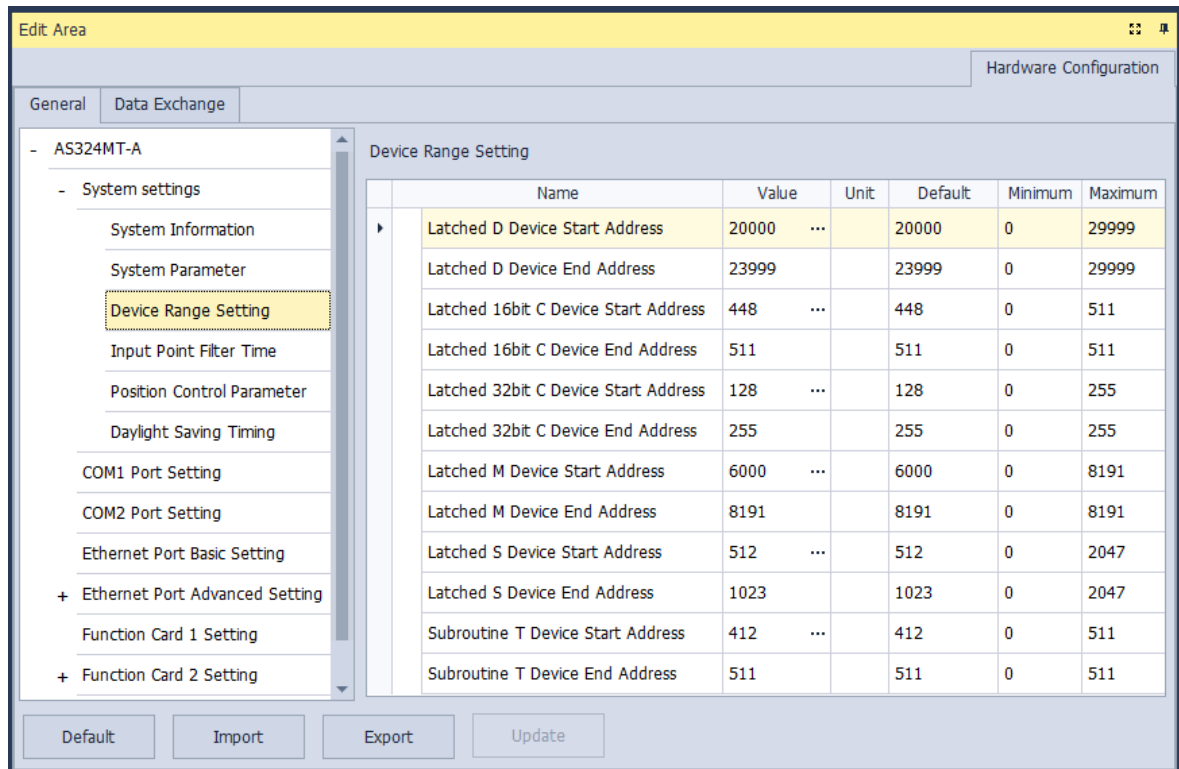 Edit Area
Hardware Configuration
General Data Exchange
- AS324MT-A
- System settings
System Information
System Parameter
Device Range Setting
Input Point Filter Time
Position Control Parameter
Daylight Saving Timing
COM1 Port Setting
COM2 Port Setting
Ethernet Port Basic Setting
+ Ethernet Port Advanced Setting
Function Card 1 Setting
+ Function Card 2 Setting
Device Range Setting
Name Value Unit Default Minimum Maximum
Latched D Device Start Address 20000 ... 20000 0 29999
Latched D Device End Address 23999 23999 0 29999
Latched 16bit C Device Start Address 448 ... 448 0 511
Latched 16bit C Device End Address 511 511 0 511
Latched 32bit C Device Start Address 128 ... 128 0 255
Latched 32bit C Device End Address 255 255 0 255
Latched M Device Start Address 6000 ... 6000 0 8191
Latched M Device End Address 8191 8191 0 8191
Latched S Device Start Address 512 ... 512 0 2047
Latched S Device End Address 1023 1023 0 2047
Subroutine T Device Start Address 412 ... 412 0 511
Subroutine T Device End Address 511 511 0 511
Default Import Export Update